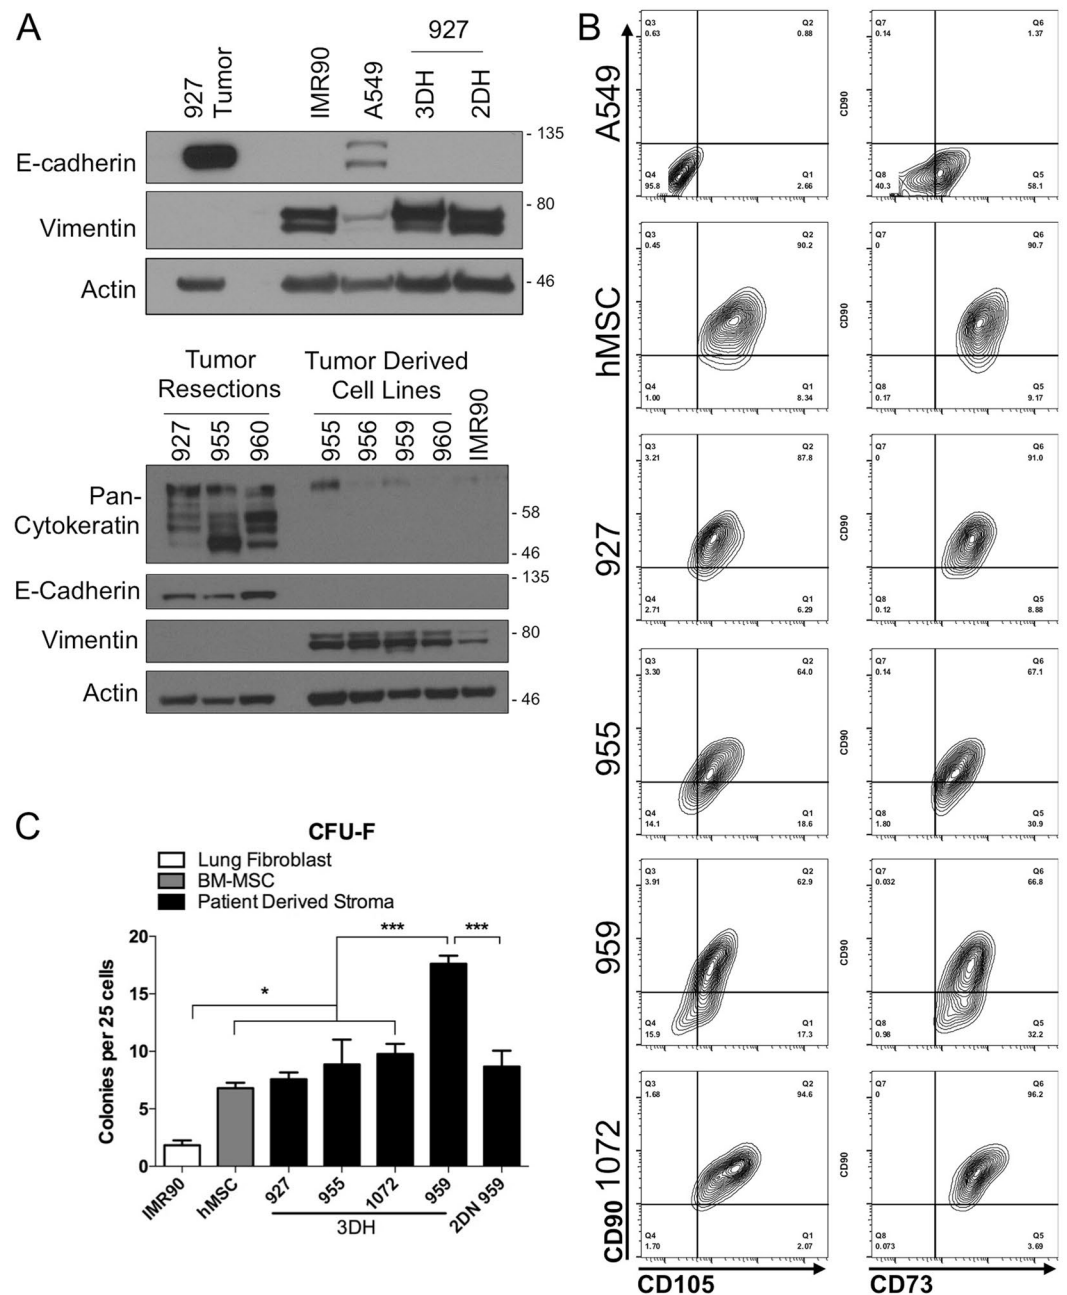 A
927
Tumor
IMR90
A549
927
3DH
2DH
E-cadherin
- 135
Vimentin
- 80
Actin
- 46
Tumor Resections
Tumor Derived Cell Lines
927
955
960
955
956
959
960
IMR90
Pan-Cytokeratin
- 58
- 46
E-Cadherin
- 135
Vimentin
- 80
Actin
- 46
B
A549
Q3
0.63
Q2
0.88
Q4
95.8
Q1
2.66
CD90
Q7
0.14
Q6
1.37
Q8
40.3
Q5
58.1
hMSC
Q3
0.45
Q2
90.2
Q4
1.00
Q1
8.34
CD90
Q7
0
Q6
90.7
Q8
0.17
Q5
9.17
927
Q3
3.21
Q2
87.8
Q4
2.71
Q1
6.29
CD90
Q7
0
Q6
91.0
Q8
0.12
Q5
8.88
955
Q3
3.30
Q2
64.0
Q4
14.1
Q1
18.6
CD90
Q7
0.14
Q6
67.1
Q8
1.80
Q5
30.9
959
Q3
3.91
Q2
62.9
Q4
15.9
Q1
17.3
CD90
Q7
0.032
Q6
66.8
Q8
0.98
Q5
32.2
1072
Q3
1.68
Q2
94.6
Q4
1.70
Q1
2.07
CD90
Q7
0
Q6
96.2
Q8
0.073
Q5
3.69
CD90
CD105
CD73
C
CFU-F
Lung Fibroblast
BM-MSC
Patient Derived Stroma
Colonies per 25 cells
20
15
10
5
0
*
***
***
IMR90
hMSC
927
955
1072
959
2DN 959
3DH